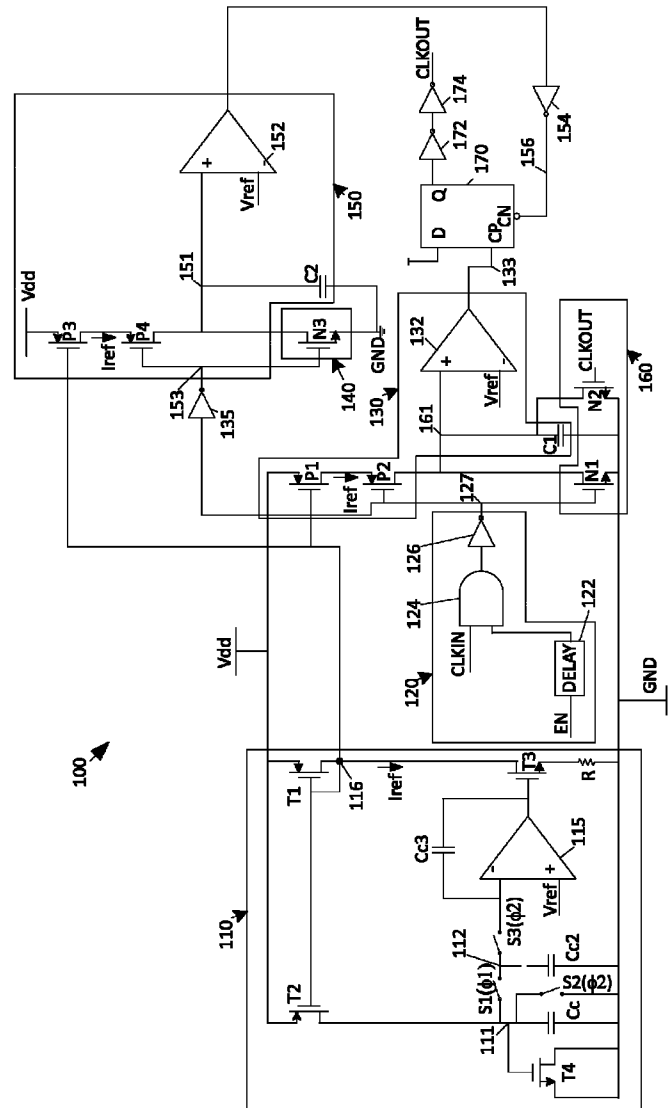 100
110
T2
T1
116
Iref
T3
R
Cc3
115
Vref
S3(ϕ2)
112
S1(ϕ1)
Cc2
S2(ϕ2)
Cc
111
T4
Vdd
GND
120
CLKIN
124
126
127
EN
DELAY
122
P1
Iref
P2
N1
161
C1
N2
CLKOUT
160
130
132
Vref
133
135
153
140
Vdd
P3
Iref
P4
N3
GND
C2
151
150
Vref
152
D
Q
CP
CN
170
172
174
CLKOUT
156
154
+
-
+
-
+
-